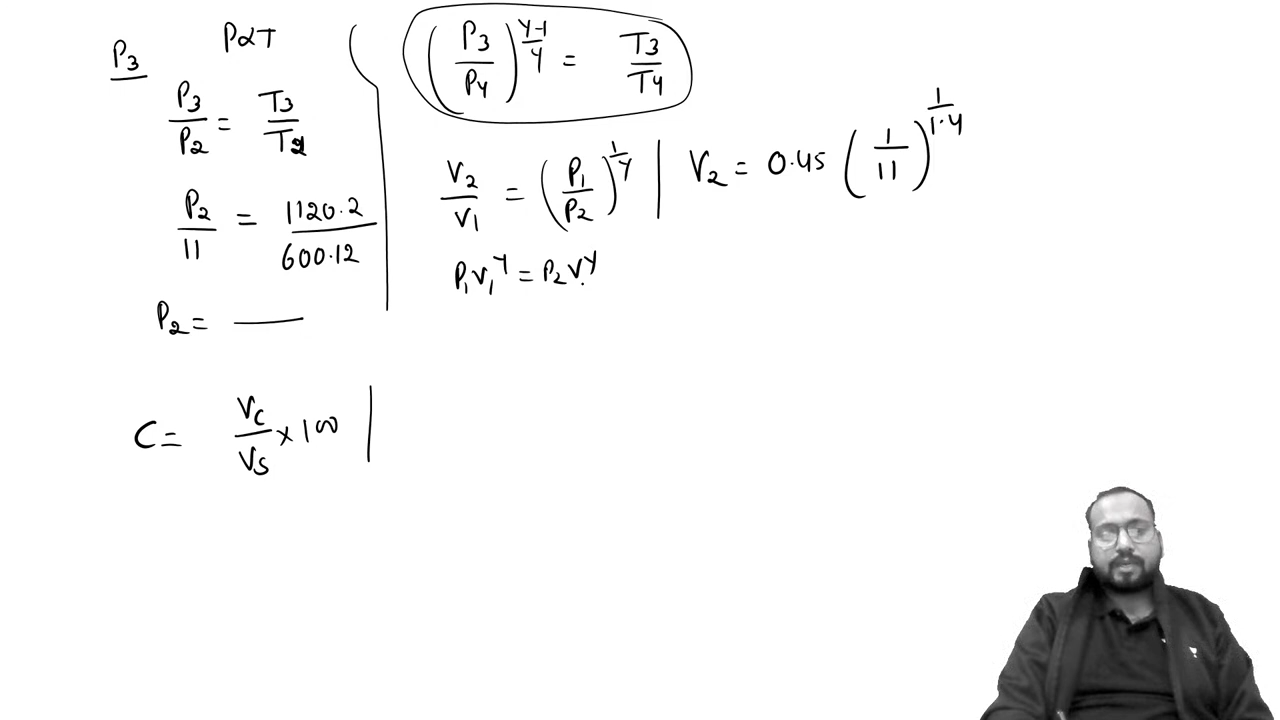 P₃ P∝T
P₃/P₂ = T₃/T₂
P₂/11 = 1120.2/600.12
P₂ = —
C = Vc/Vs × 100
(P₃/P₄)^((γ-1)/γ) = T₃/T₄
V₂/V₁ = (P₁/P₂)^(1/γ) | V₂ = 0.45 (1/11)^(1/1.4)
P₁V₁^γ = P₂V^γ